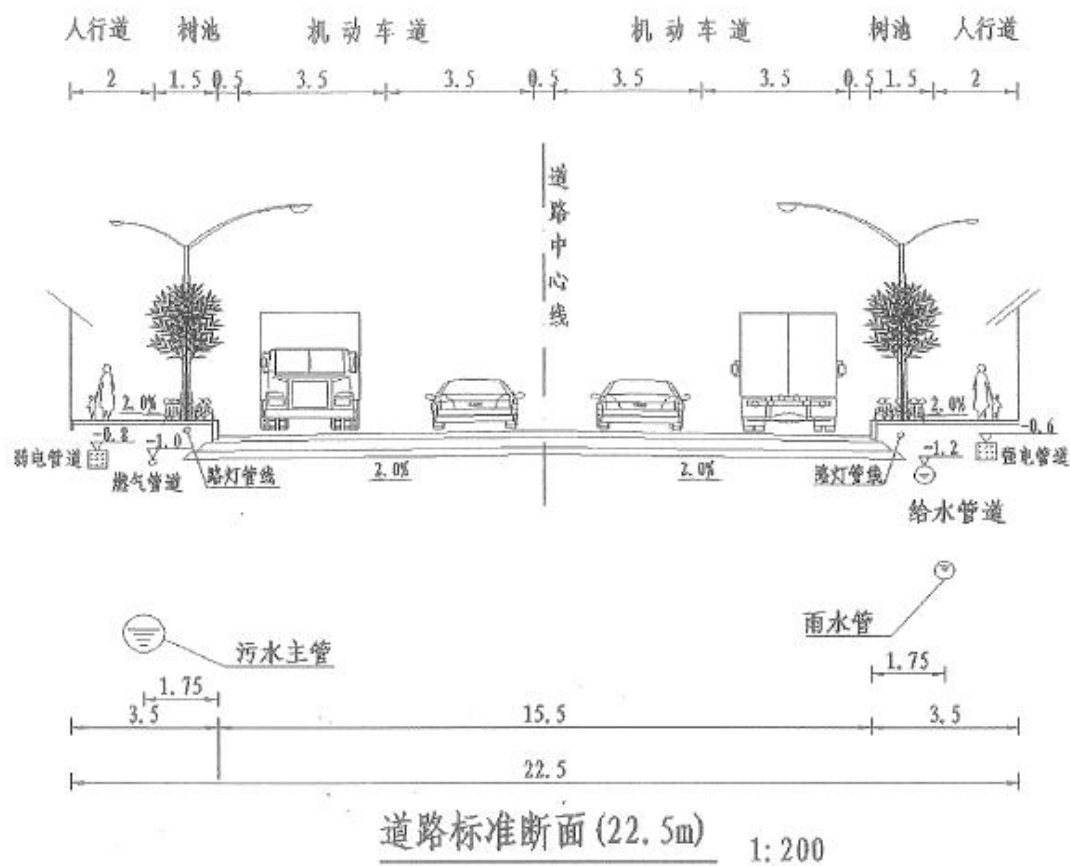 人行道 树池 机动车道 机动车道 树池 人行道
2 1.5 0.5 3.5 3.5 0.5 3.5 3.5 0.5 1.5 2
道路中心线
2.0% 2.0%
-0.8 -1.0 -1.2 -0.6
弱电管道 燃气管道 路灯管线 2.0% 2.0% 路灯管线 强电管道
给水管道
雨水管
污水主管
1.75 1.75
3.5 15.5 3.5
22.5
道路标准断面(22.5m) 1:200